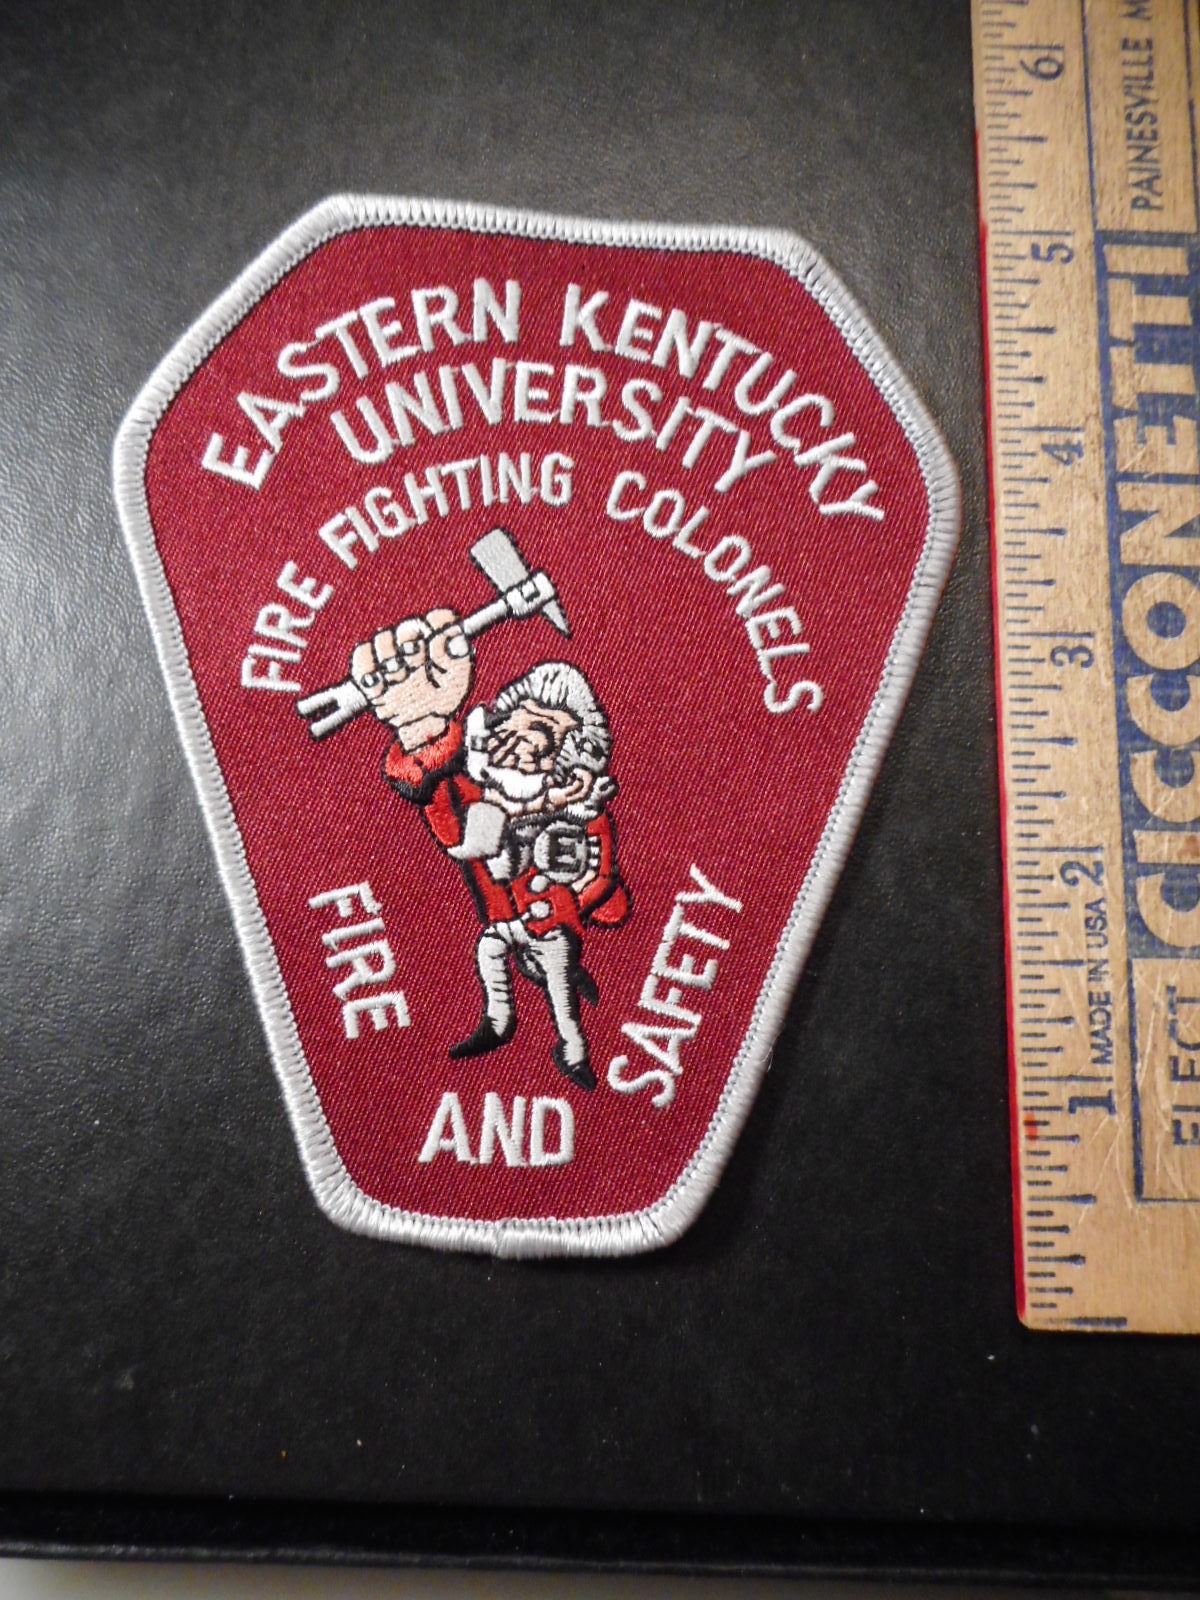 EASTERN KENTUCKY
UNIVERSITY
FIRE FIGHTING COLONELS
E
FIRE
AND
SAFETY
6
5
4
3
2
1
MADE IN USA
PAINESVILLE
CICCONETTI
ELECT